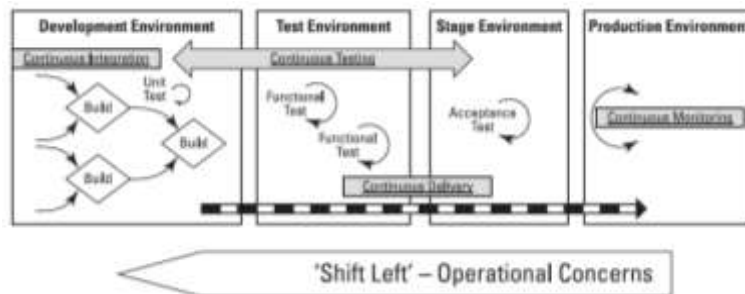 Development Environment
Test Environment
Stage Environment
Production Environment
Continuous Integration
Continuous Testing
Unit
Test
Build
Build
Build
Functional
Test
Functional
Test
Acceptance
Test
Continuous Monitoring
Continuous Delivery
'Shift Left' – Operational Concerns